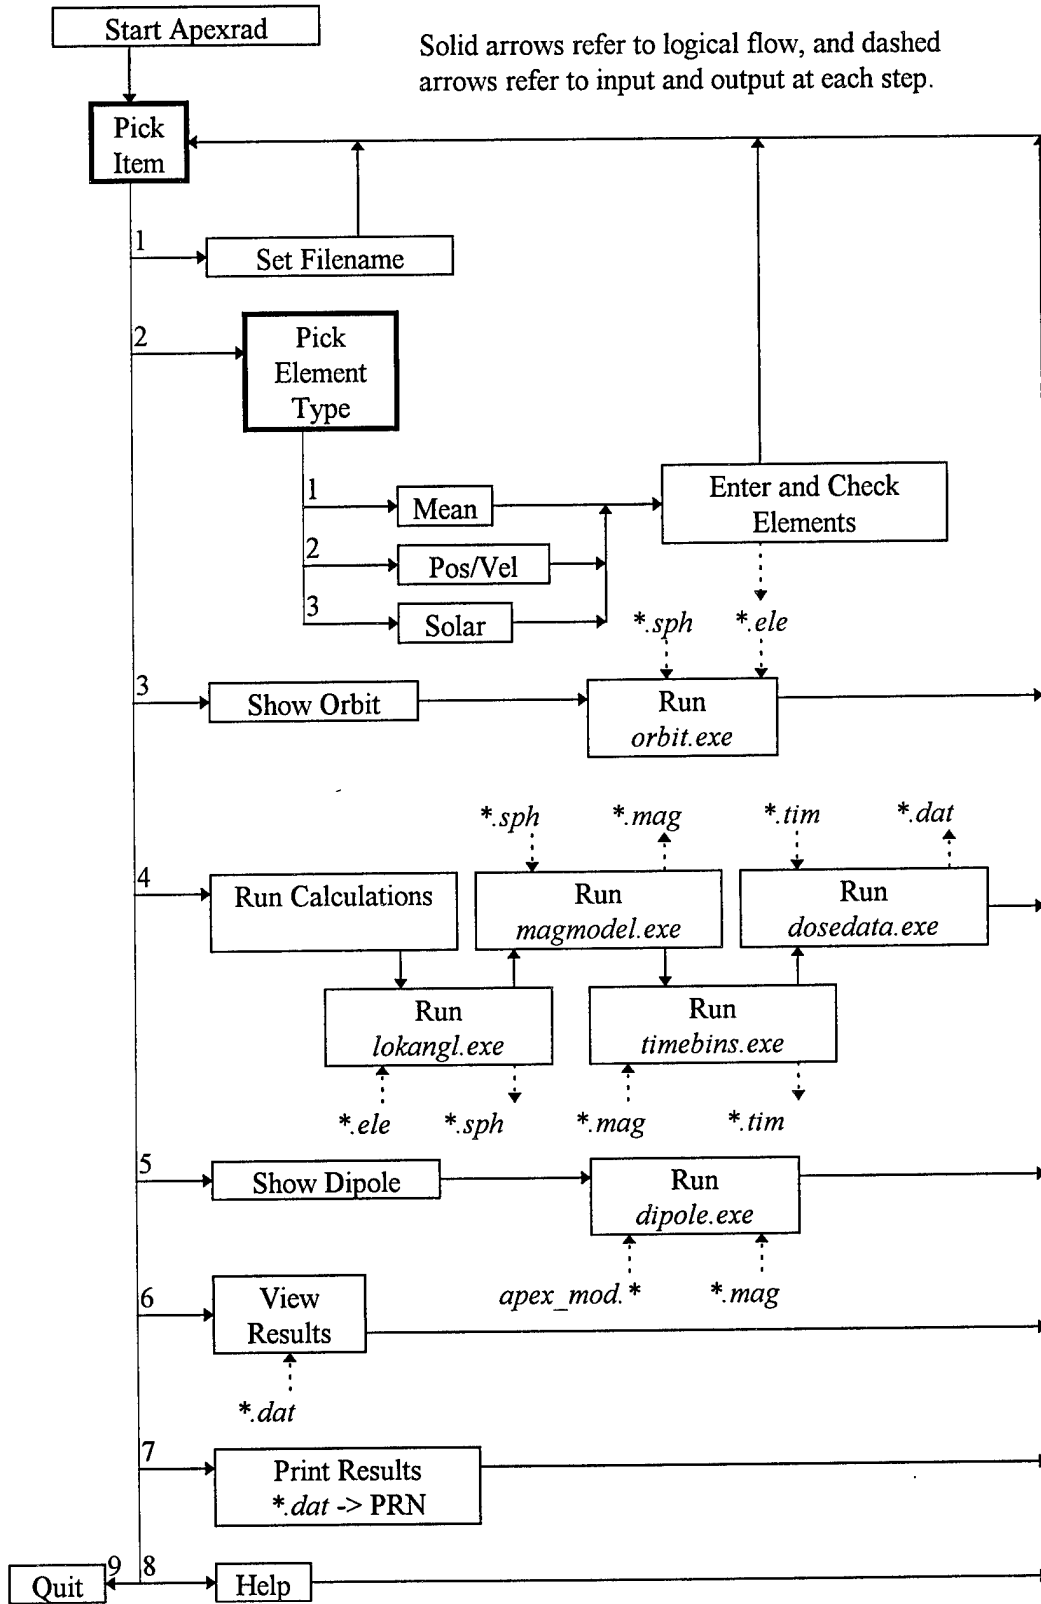 Start Apexrad
Solid arrows refer to logical flow, and dashed
arrows refer to input and output at each step.
Pick
Item
1
Set Filename
2
Pick
Element
Type
1
Mean
Enter and Check
Elements
2
Pos/Vel
3
Solar
*.sph
*.ele
3
Show Orbit
Run
orbit.exe
*.sph
*.mag
*.tim
*.dat
4
Run Calculations
Run
magmodel.exe
Run
dosedata.exe
Run
lokangl.exe
Run
timebins.exe
*.ele
*.sph
*.mag
*.tim
5
Show Dipole
Run
dipole.exe
apex_mod.*
*.mag
6
View
Results
*.dat
7
Print Results
*.dat -> PRN
9
8
Quit
Help